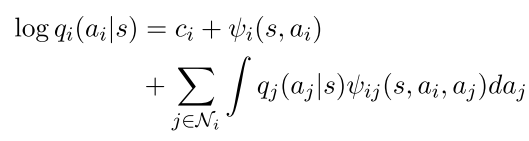 log q_i(a_i|s) = c_i + ψ_i(s, a_i)
+ ∑_{j∈𝒩_i} ∫ q_j(a_j|s)ψ_{ij}(s, a_i, a_j)da_j